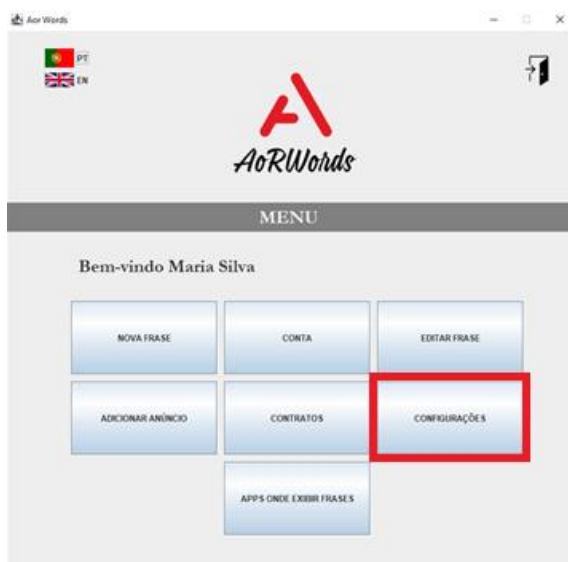 Aor Words
PT
EN
AoRWords
MENU
Bem-vindo Maria Silva
NOVA FRASE
CONTA
EDITAR FRASE
ADICIONAR ANÚNCIO
CONTRATOS
CONFIGURAÇÕES
APPS ONDE EXIBIR FRASES